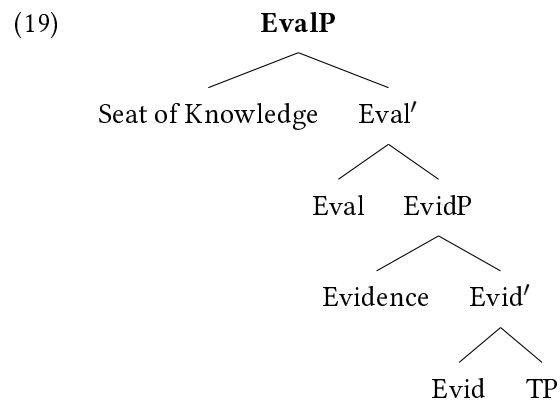 (19) EvalP
Seat of Knowledge Eval′
Eval EvidP
Evidence Evid′
Evid TP